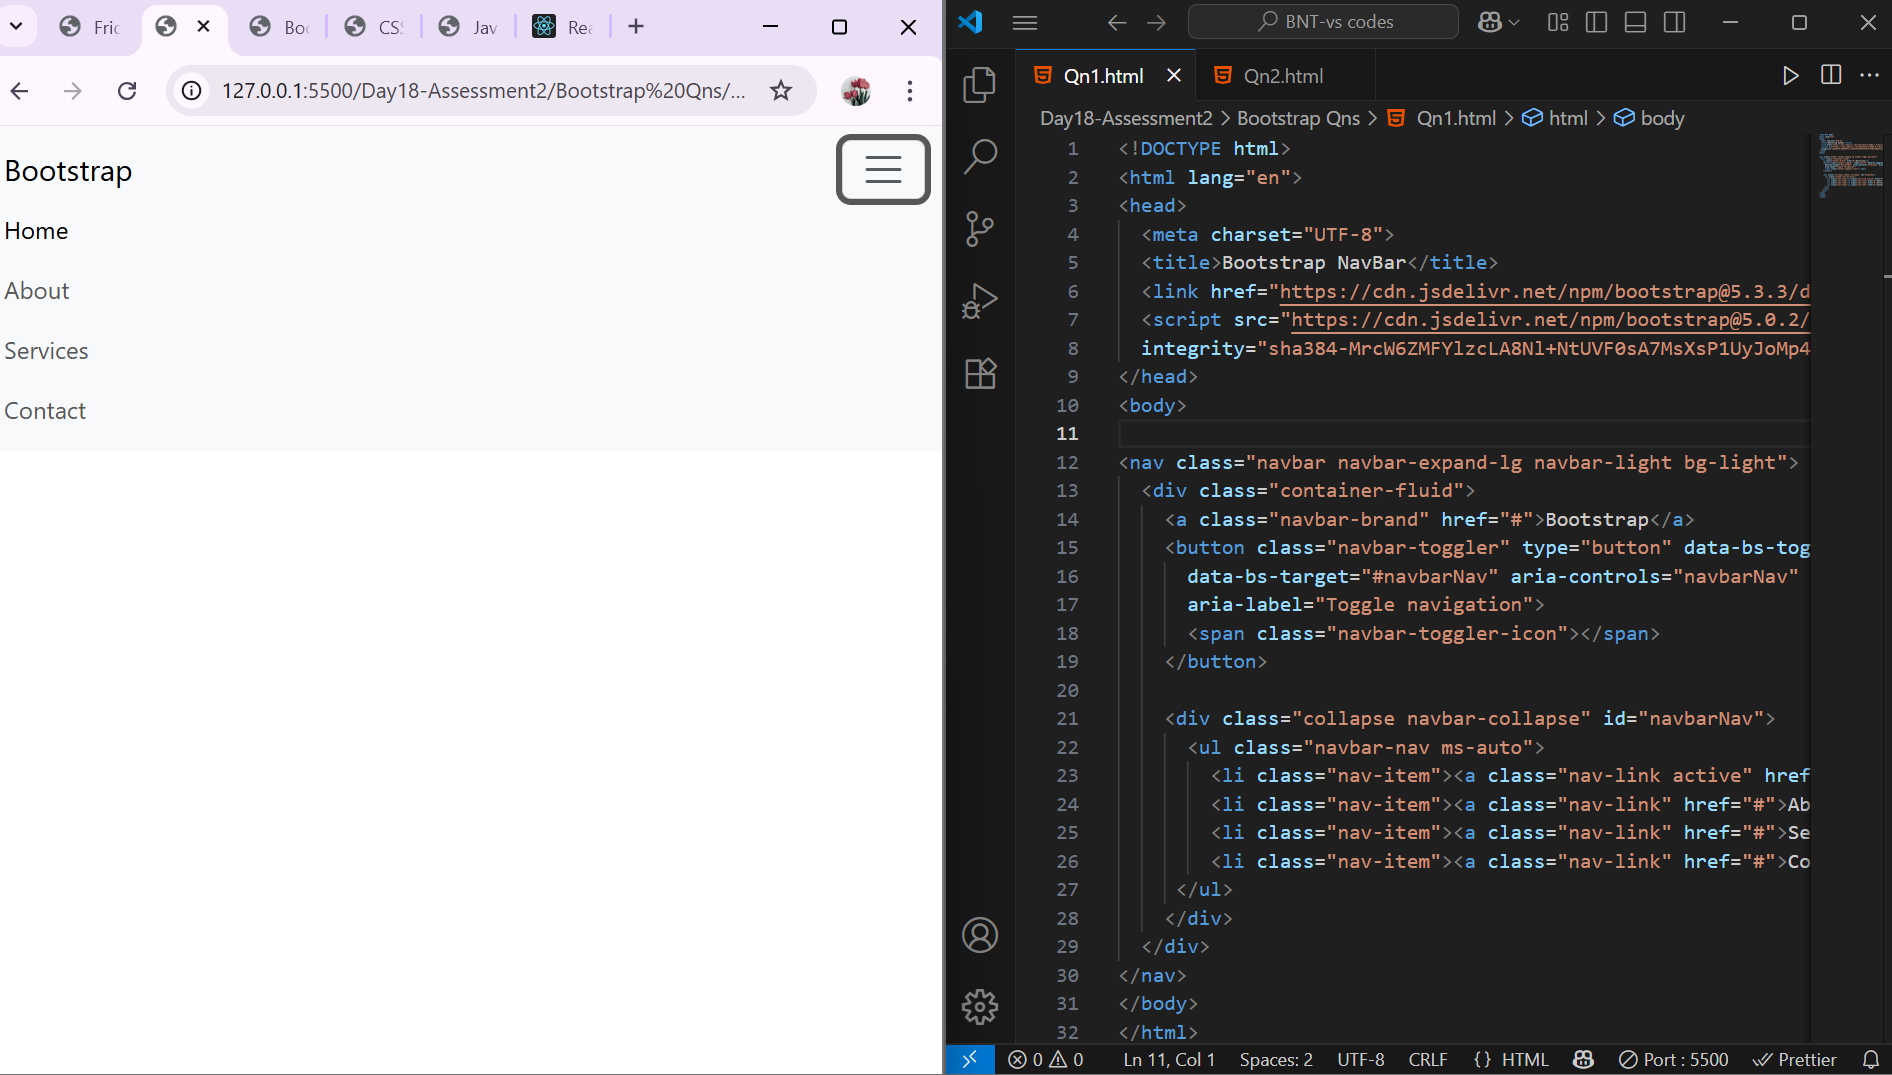 Fric
Boo
CSS
Jav
Rea
127.0.0.1:5500/Day18-Assessment2/Bootstrap%20Qns/...
Bootstrap
Home
About
Services
Contact
BNT-vs codes
Qn1.html
Qn2.html
Day18-Assessment2 > Bootstrap Qns > Qn1.html > html > body
1 <!DOCTYPE html>
2 <html lang="en">
3 <head>
4 <meta charset="UTF-8">
5 <title>Bootstrap NavBar</title>
6 <link href="https://cdn.jsdelivr.net/npm/bootstrap@5.3.3/d
7 <script src="https://cdn.jsdelivr.net/npm/bootstrap@5.0.2/
8 integrity="sha384-MrcW6ZMFYlzcLA8Nl+NtUVF0sA7MsXsP1UyJoMp4
9 </head>
10 <body>
11
12 <nav class="navbar navbar-expand-lg navbar-light bg-light">
13 <div class="container-fluid">
14 <a class="navbar-brand" href="#">Bootstrap</a>
15 <button class="navbar-toggler" type="button" data-bs-tog
16 data-bs-target="#navbarNav" aria-controls="navbarNav"
17 aria-label="Toggle navigation">
18 <span class="navbar-toggler-icon"></span>
19 </button>
20
21 <div class="collapse navbar-collapse" id="navbarNav">
22 <ul class="navbar-nav ms-auto">
23 <li class="nav-item"><a class="nav-link active" href
24 <li class="nav-item"><a class="nav-link" href="#">Ab
25 <li class="nav-item"><a class="nav-link" href="#">Se
26 <li class="nav-item"><a class="nav-link" href="#">Co
27 </ul>
28 </div>
29 </div>
30 </nav>
31 </body>
32 </html>
0 0 Ln 11, Col 1 Spaces: 2 UTF-8 CRLF {} HTML Port : 5500 Prettier